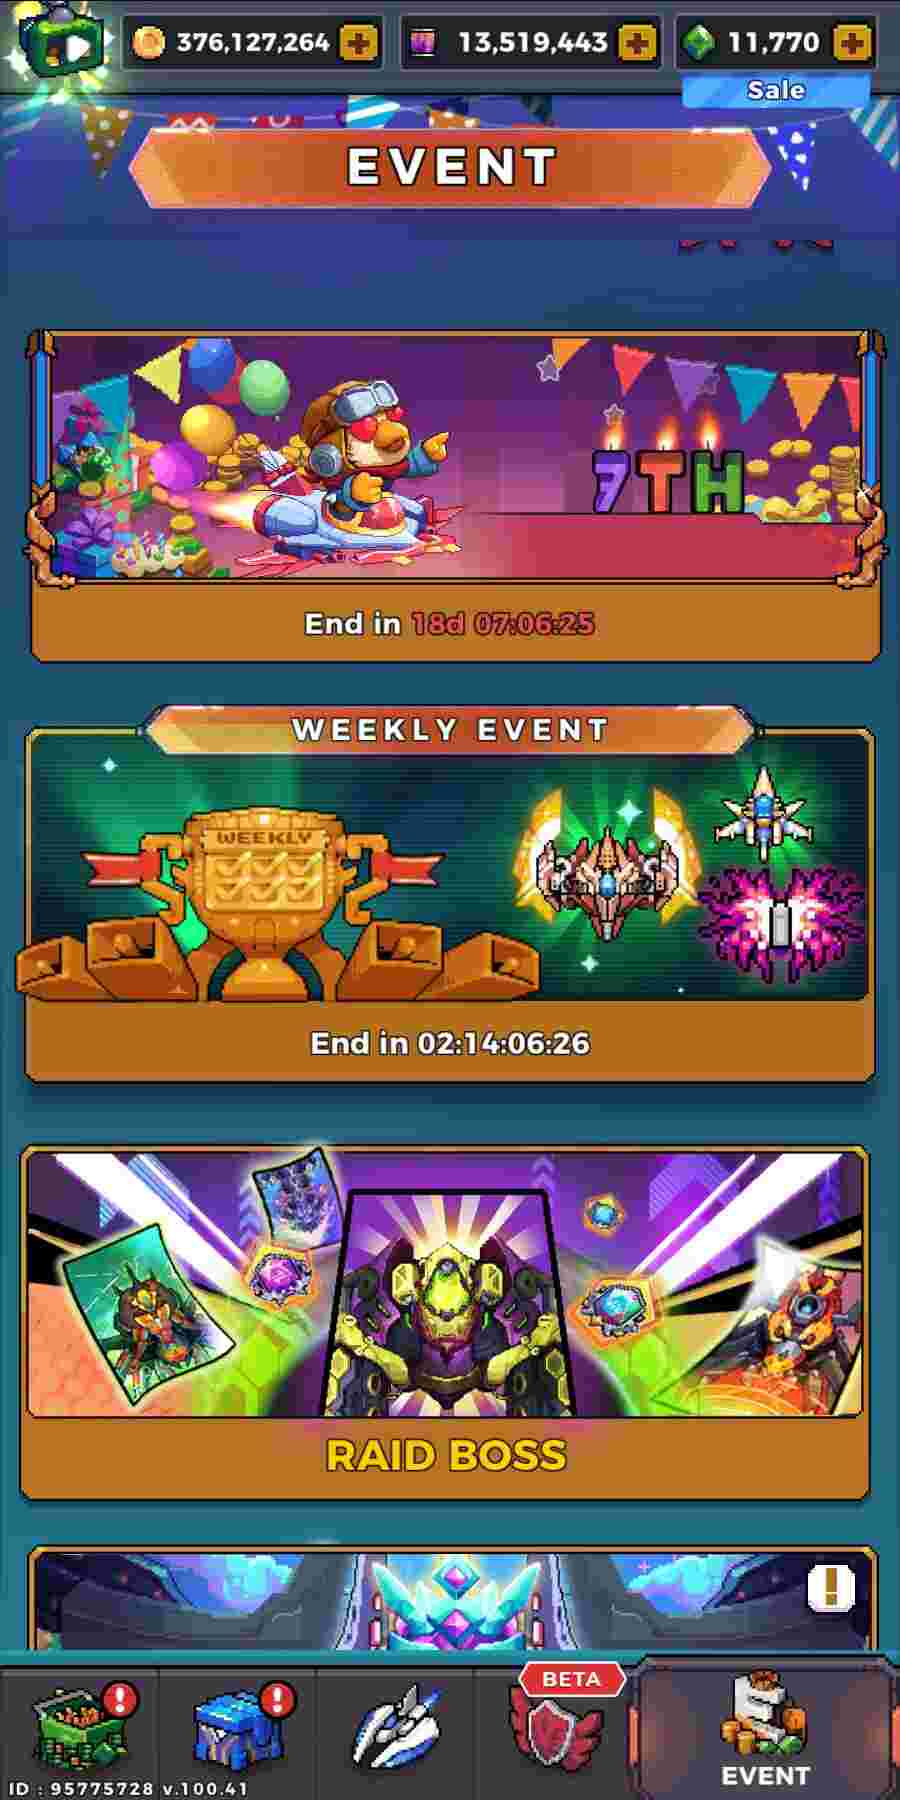 376,127,264
13,519,443
11,770
Sale
EVENT
7TH
End in 18d 07:06:25
WEEKLY EVENT
WEEKLY
End in 02:14:06:26
RAID BOSS
BETA
EVENT
ID : 95775728 v.100.41